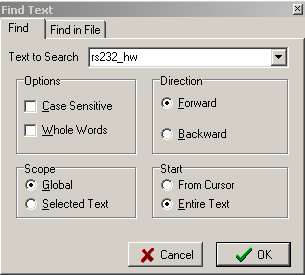 Find Text
Find Find in File
Text to Search rs232_hw
Options
Case Sensitive
Whole Words
Direction
Forward
Backward
Scope
Global
Selected Text
Start
From Cursor
Entire Text
Cancel OK